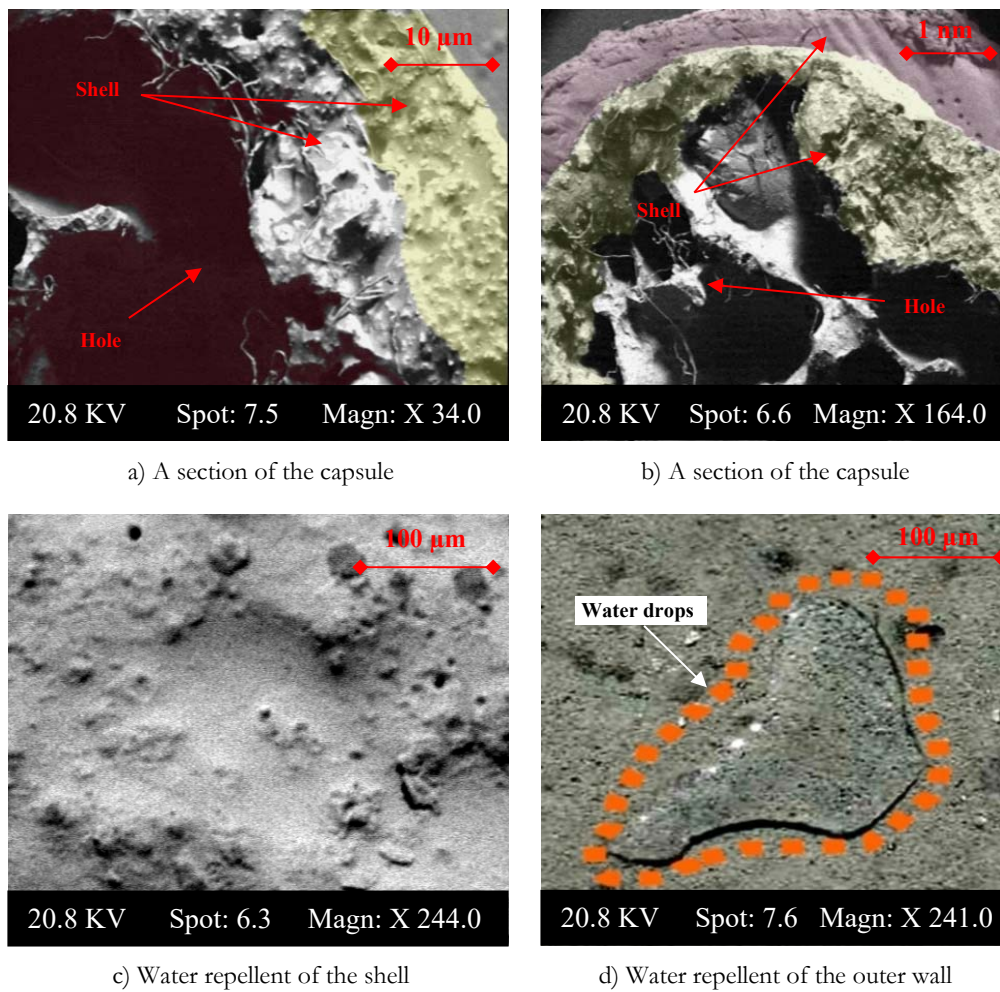 10 µm
Shell
Hole
20.8 KV Spot: 7.5 Magn: X 34.0
a) A section of the capsule
1 nm
Shell
Hole
20.8 KV Spot: 6.6 Magn: X 164.0
b) A section of the capsule
100 µm
20.8 KV Spot: 6.3 Magn: X 244.0
c) Water repellent of the shell
100 µm
Water drops
20.8 KV Spot: 7.6 Magn: X 241.0
d) Water repellent of the outer wall